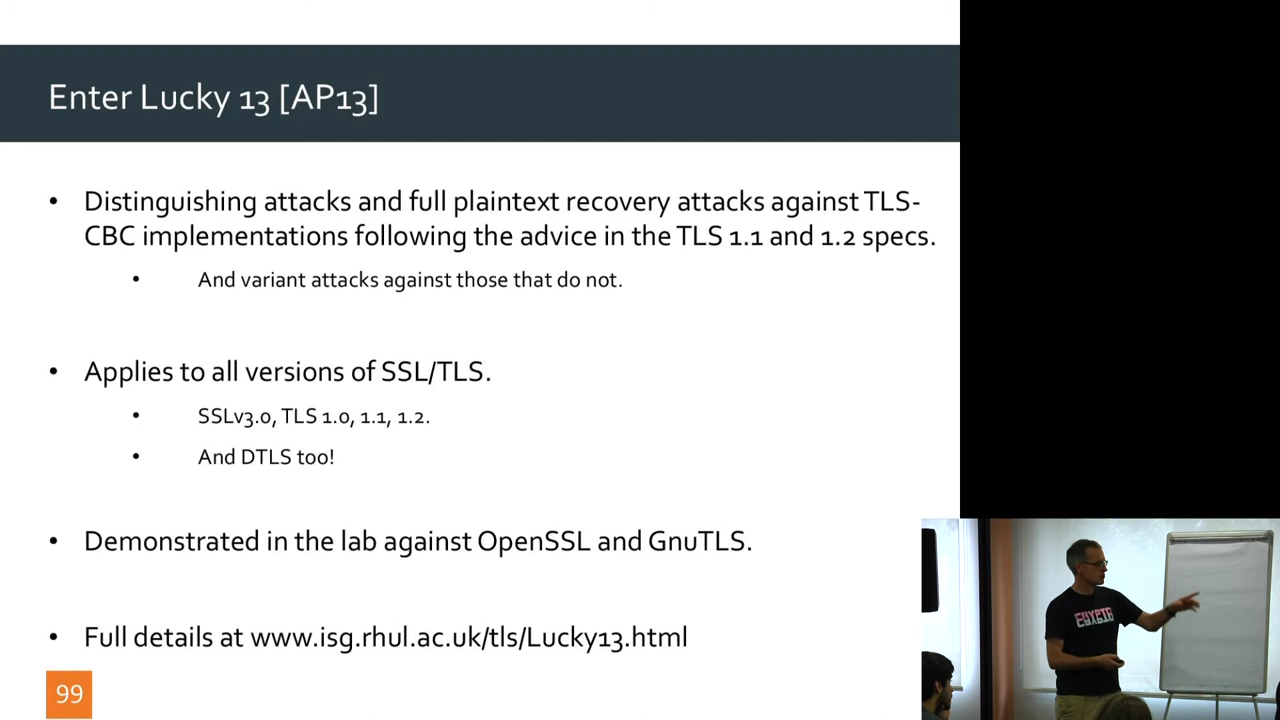 Enter Lucky 13 [AP13]
• Distinguishing attacks and full plaintext recovery attacks against TLS-
CBC implementations following the advice in the TLS 1.1 and 1.2 specs.
• And variant attacks against those that do not.
• Applies to all versions of SSL/TLS.
• SSLv3.0, TLS 1.0, 1.1, 1.2.
• And DTLS too!
• Demonstrated in the lab against OpenSSL and GnuTLS.
• Full details at www.isg.rhul.ac.uk/tls/Lucky13.html
99